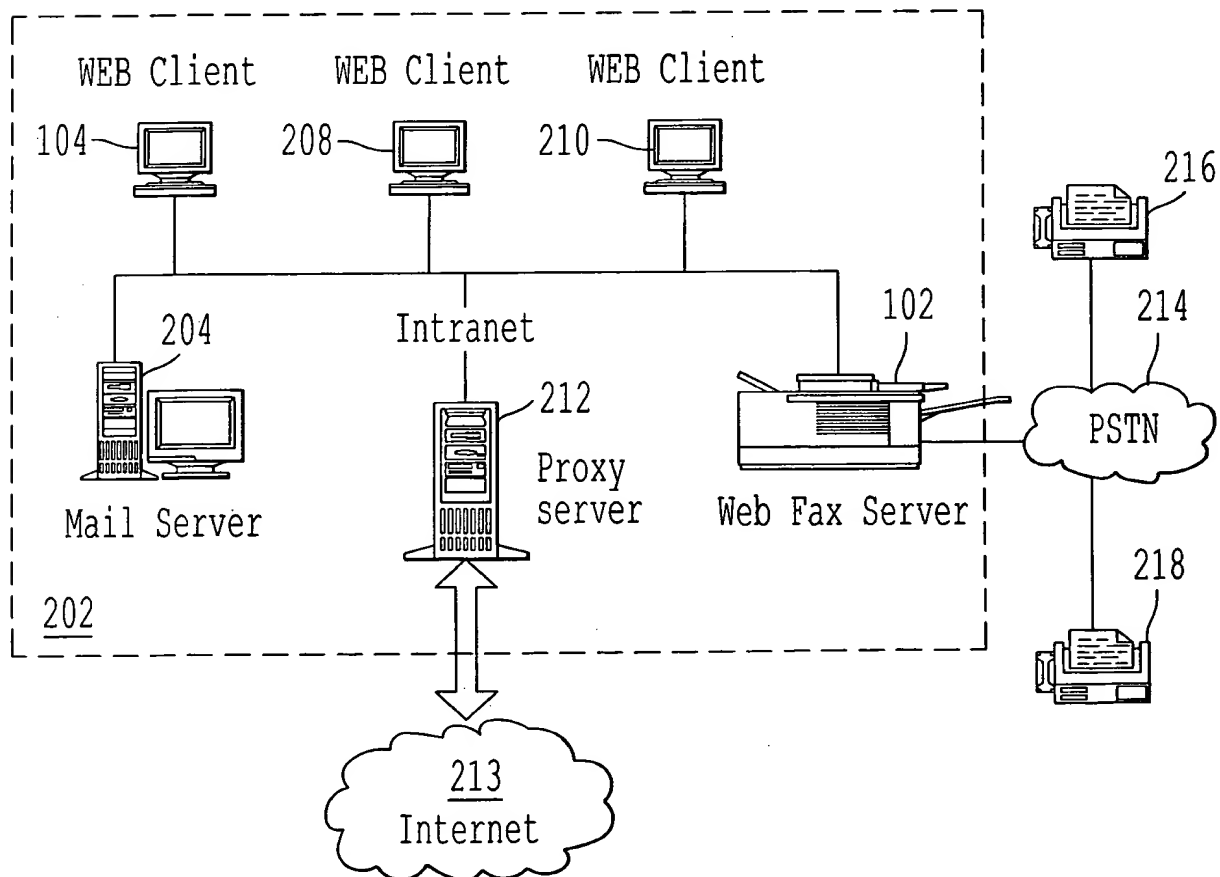 WEB Client
WEB Client
WEB Client
104
208
210
216
Intranet
204
102
214
212
PSTN
Mail Server
Proxy
server
Web Fax Server
218
202
213
Internet